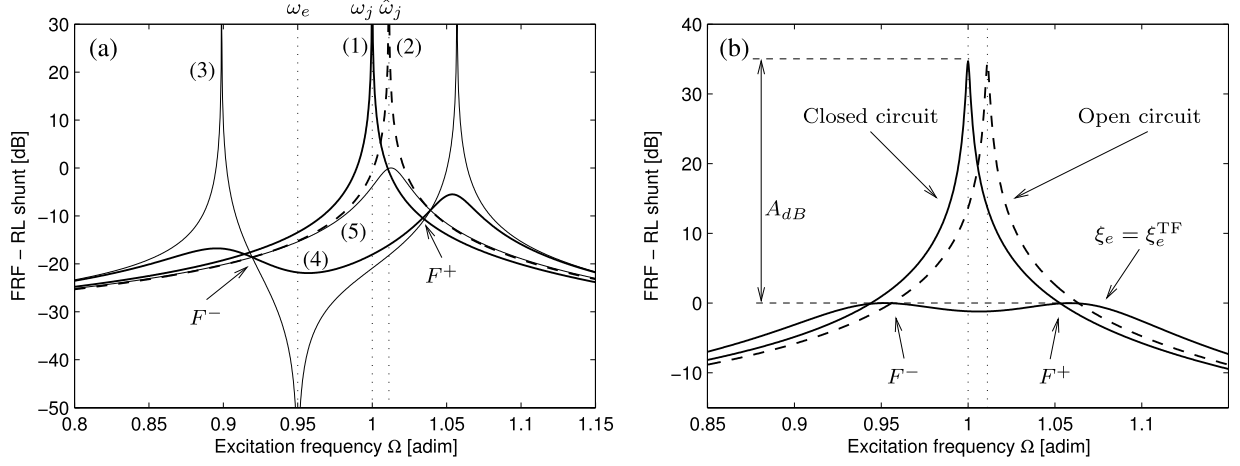 ω_e ω_j ω̂_j
(a)
(1)
(2)
(3)
(4)
(5)
F⁻
F⁺
30
20
10
0
−10
−20
−30
−40
−50
FRF − RL shunt [dB]
0.8 0.85 0.9 0.95 1 1.05 1.1 1.15
Excitation frequency Ω [adim]
(b)
Closed circuit
Open circuit
A_dB
ξ_e = ξ_e^TF
F⁻
F⁺
40
30
20
10
0
−10
FRF − RL shunt [dB]
0.85 0.9 0.95 1 1.05 1.1
Excitation frequency Ω [adim]